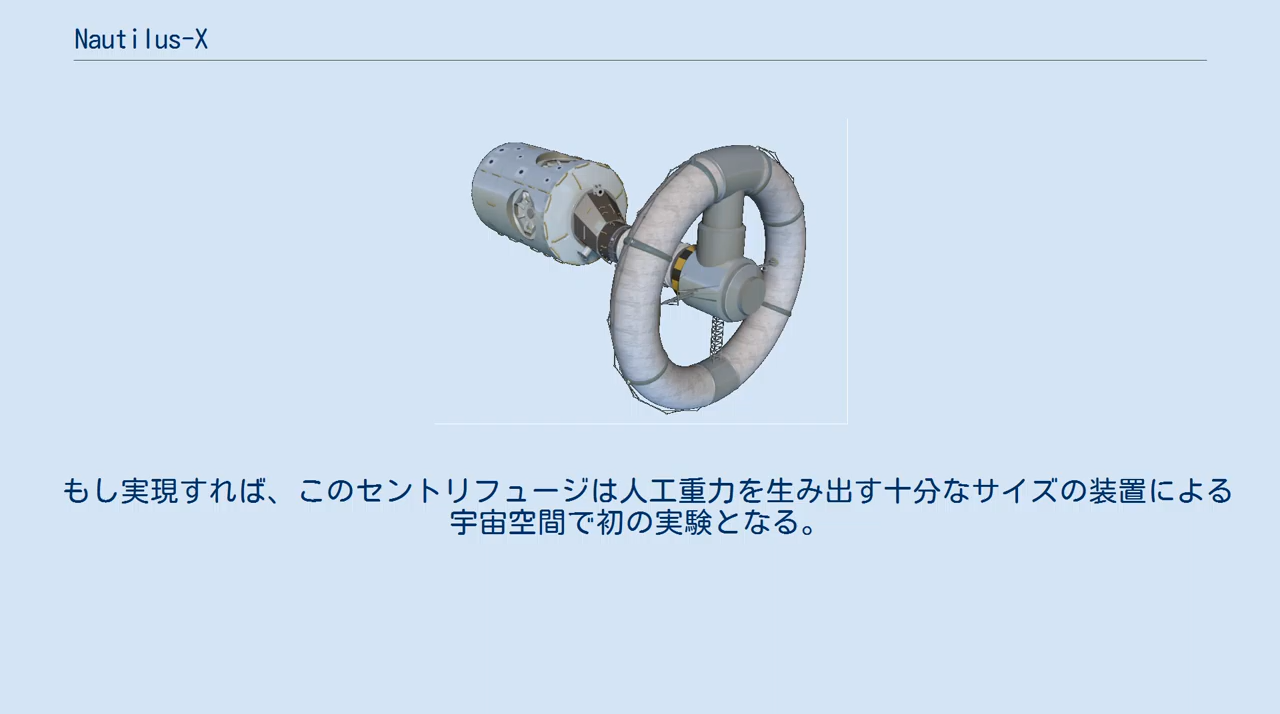 Nautilus-X
もし実現すれば、このセントリフュージは人工重力を生み出す十分なサイズの装置による
宇宙空間で初の実験となる。